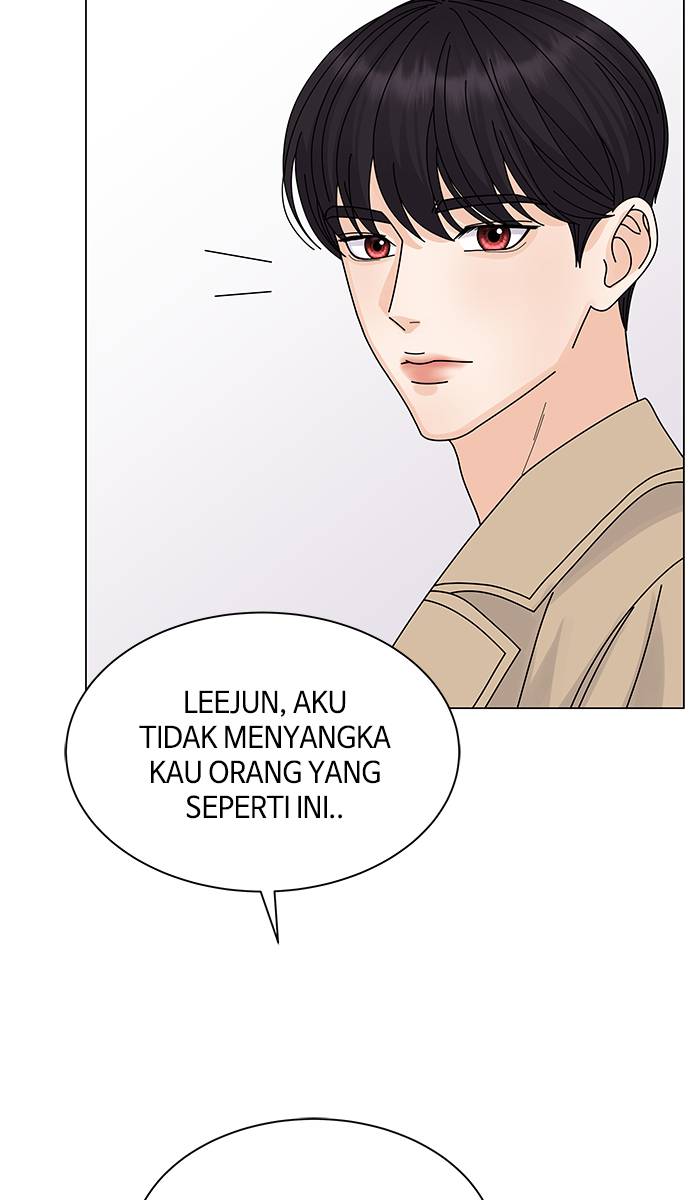 LEEJUN, AKU
TIDAK MENYANGKA
KAU ORANG YANG
SEPERTI INI..